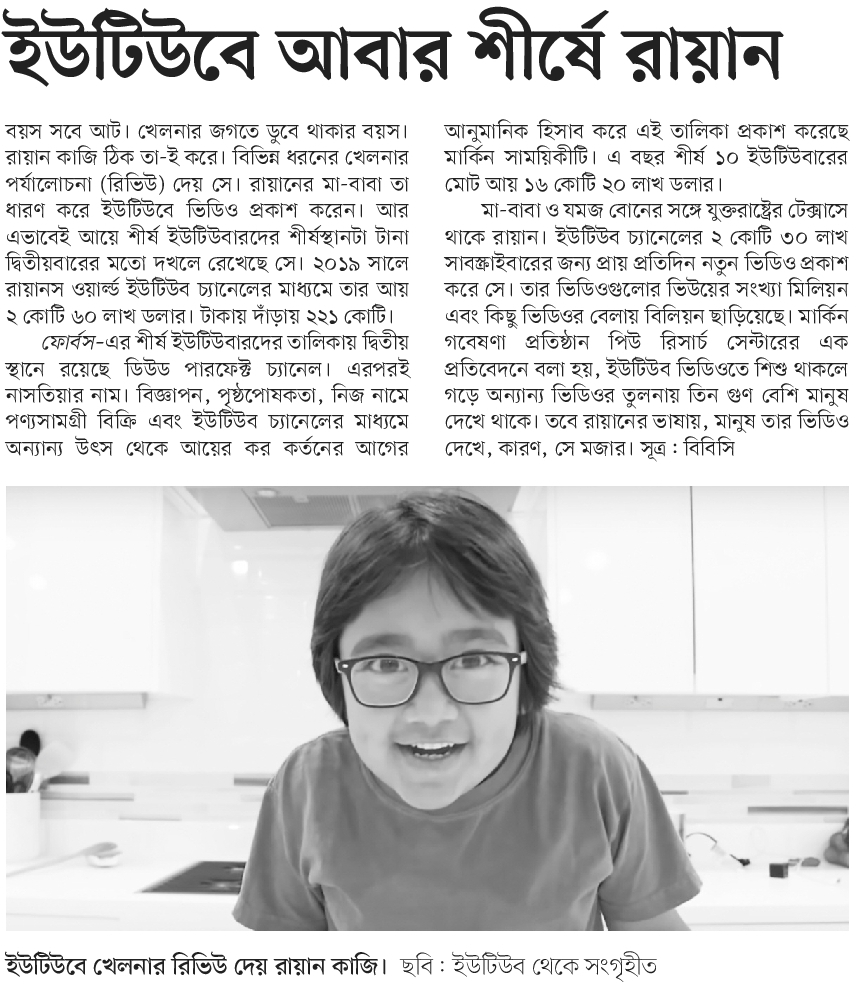 ইউটিউবে আবার শীর্ষে রায়ান
বয়স সবে আট। খেলনার জগতে ডুবে থাকার বয়স।
রায়ান কাজি ঠিক তা-ই করে। বিভিন্ন ধরনের খেলনার
পর্যালোচনা (রিভিউ) দেয় সে। রায়ানের মা-বাবা তা
ধারণ করে ইউটিউবে ভিডিও প্রকাশ করেন। আর
এভাবেই আয়ে শীর্ষ ইউটিউবারদের শীর্ষস্থানটা টানা
দ্বিতীয়বারের মতো দখলে রেখেছে সে। ২০১৯ সালে
রায়ানস ওয়ার্ল্ড ইউটিউব চ্যানেলের মাধ্যমে তার আয়
২ কোটি ৬০ লাখ ডলার। টাকায় দাঁড়ায় ২২১ কোটি।
ফোর্বস-এর শীর্ষ ইউটিউবারদের তালিকায় দ্বিতীয়
স্থানে রয়েছে ডিউড পারফেক্ট চ্যানেল। এরপরই
নাসতিয়ার নাম। বিজ্ঞাপন, পৃষ্ঠপোষকতা, নিজ নামে
পণ্যসামগ্রী বিক্রি এবং ইউটিউব চ্যানেলের মাধ্যমে
অন্যান্য উৎস থেকে আয়ের কর কর্তনের আগের
আনুমানিক হিসাব করে এই তালিকা প্রকাশ করেছে
মার্কিন সাময়িকীটি। এ বছর শীর্ষ ১০ ইউটিউবারের
মোট আয় ১৬ কোটি ২০ লাখ ডলার।
মা-বাবা ও যমজ বোনের সঙ্গে যুক্তরাষ্ট্রের টেক্সাসে
থাকে রায়ান। ইউটিউব চ্যানেলের ২ কোটি ৩০ লাখ
সাবস্ক্রাইবারের জন্য প্রায় প্রতিদিন নতুন ভিডিও প্রকাশ
করে সে। তার ভিডিওগুলোর ভিউয়ের সংখ্যা মিলিয়ন
এবং কিছু ভিডিওর বেলায় বিলিয়ন ছাড়িয়েছে। মার্কিন
গবেষণা প্রতিষ্ঠান পিউ রিসার্চ সেন্টারের এক
প্রতিবেদনে বলা হয়, ইউটিউব ভিডিওতে শিশু থাকলে
গড়ে অন্যান্য ভিডিওর তুলনায় তিন গুণ বেশি মানুষ
দেখে থাকে। তবে রায়ানের ভাষায়, মানুষ তার ভিডিও
দেখে, কারণ, সে মজার। সূত্র : বিবিসি
ইউটিউবে খেলনার রিভিউ দেয় রায়ান কাজি। ছবি : ইউটিউব থেকে সংগৃহীত